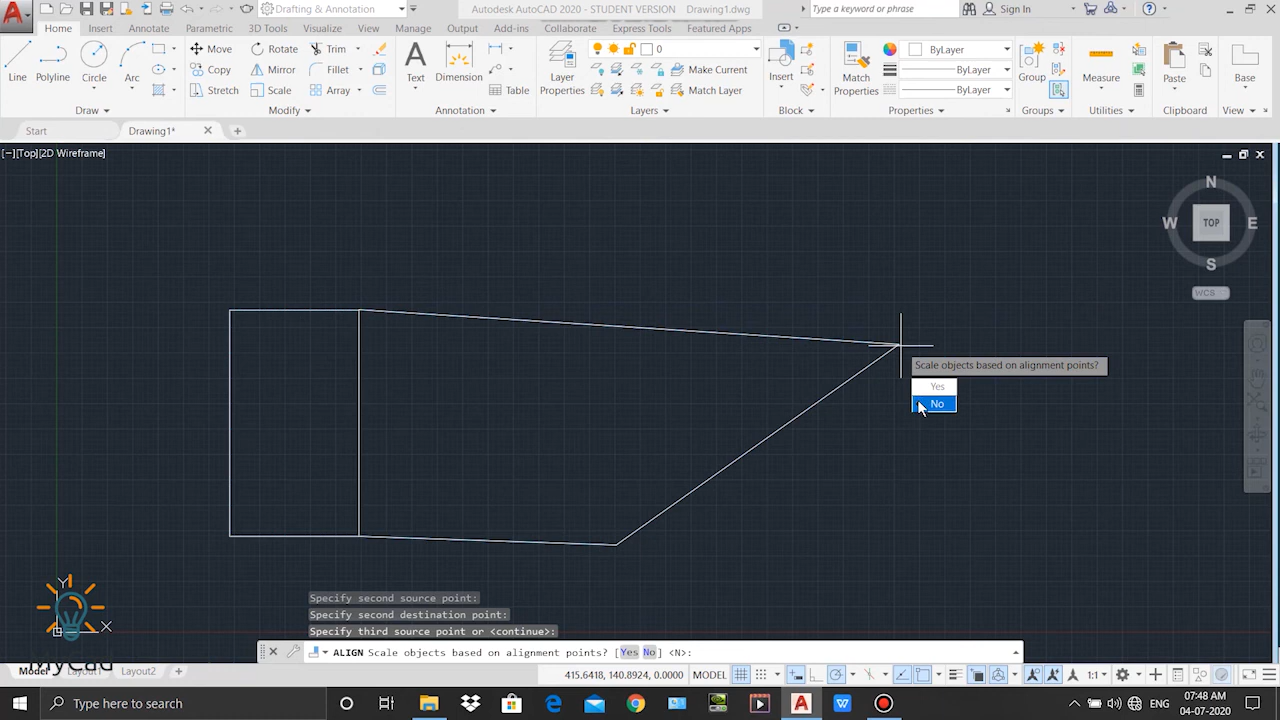 Drafting & Annotation
Autodesk AutoCAD 2020 - STUDENT VERSION Drawing1.dwg
Type a keyword or phrase
Sign In
Home Insert Annotate Parametric 3D Tools Visualize View Manage Output Add-ins Collaborate Express Tools Featured Apps
Line
Polyline
Circle
Arc
Move
Rotate
Trim
Copy
Mirror
Fillet
Stretch
Scale
Array
Text
Dimension
Table
Layer
Properties
0
Make Current
Match Layer
Insert
Match
Properties
ByLayer
ByLayer
ByLayer
Group
Measure
Paste
Base
Draw
Modify
Annotation
Layers
Block
Properties
Groups
Utilities
Clipboard
View
Start
Drawing1*
[−][Top][2D Wireframe]
N
W
TOP
E
S
WCS
Scale objects based on alignment points?
Yes
No
Y
X
Specify second source point:
Specify second destination point:
Specify third source point or <continue>:
ALIGN Scale objects based on alignment points? [Yes No] <N>:
MyCad
Model
Layout1
Layout2
415.6418, 140.8924, 0.0000
MODEL
1:1
Type here to search
ENG
07:48 AM
04-07-2020